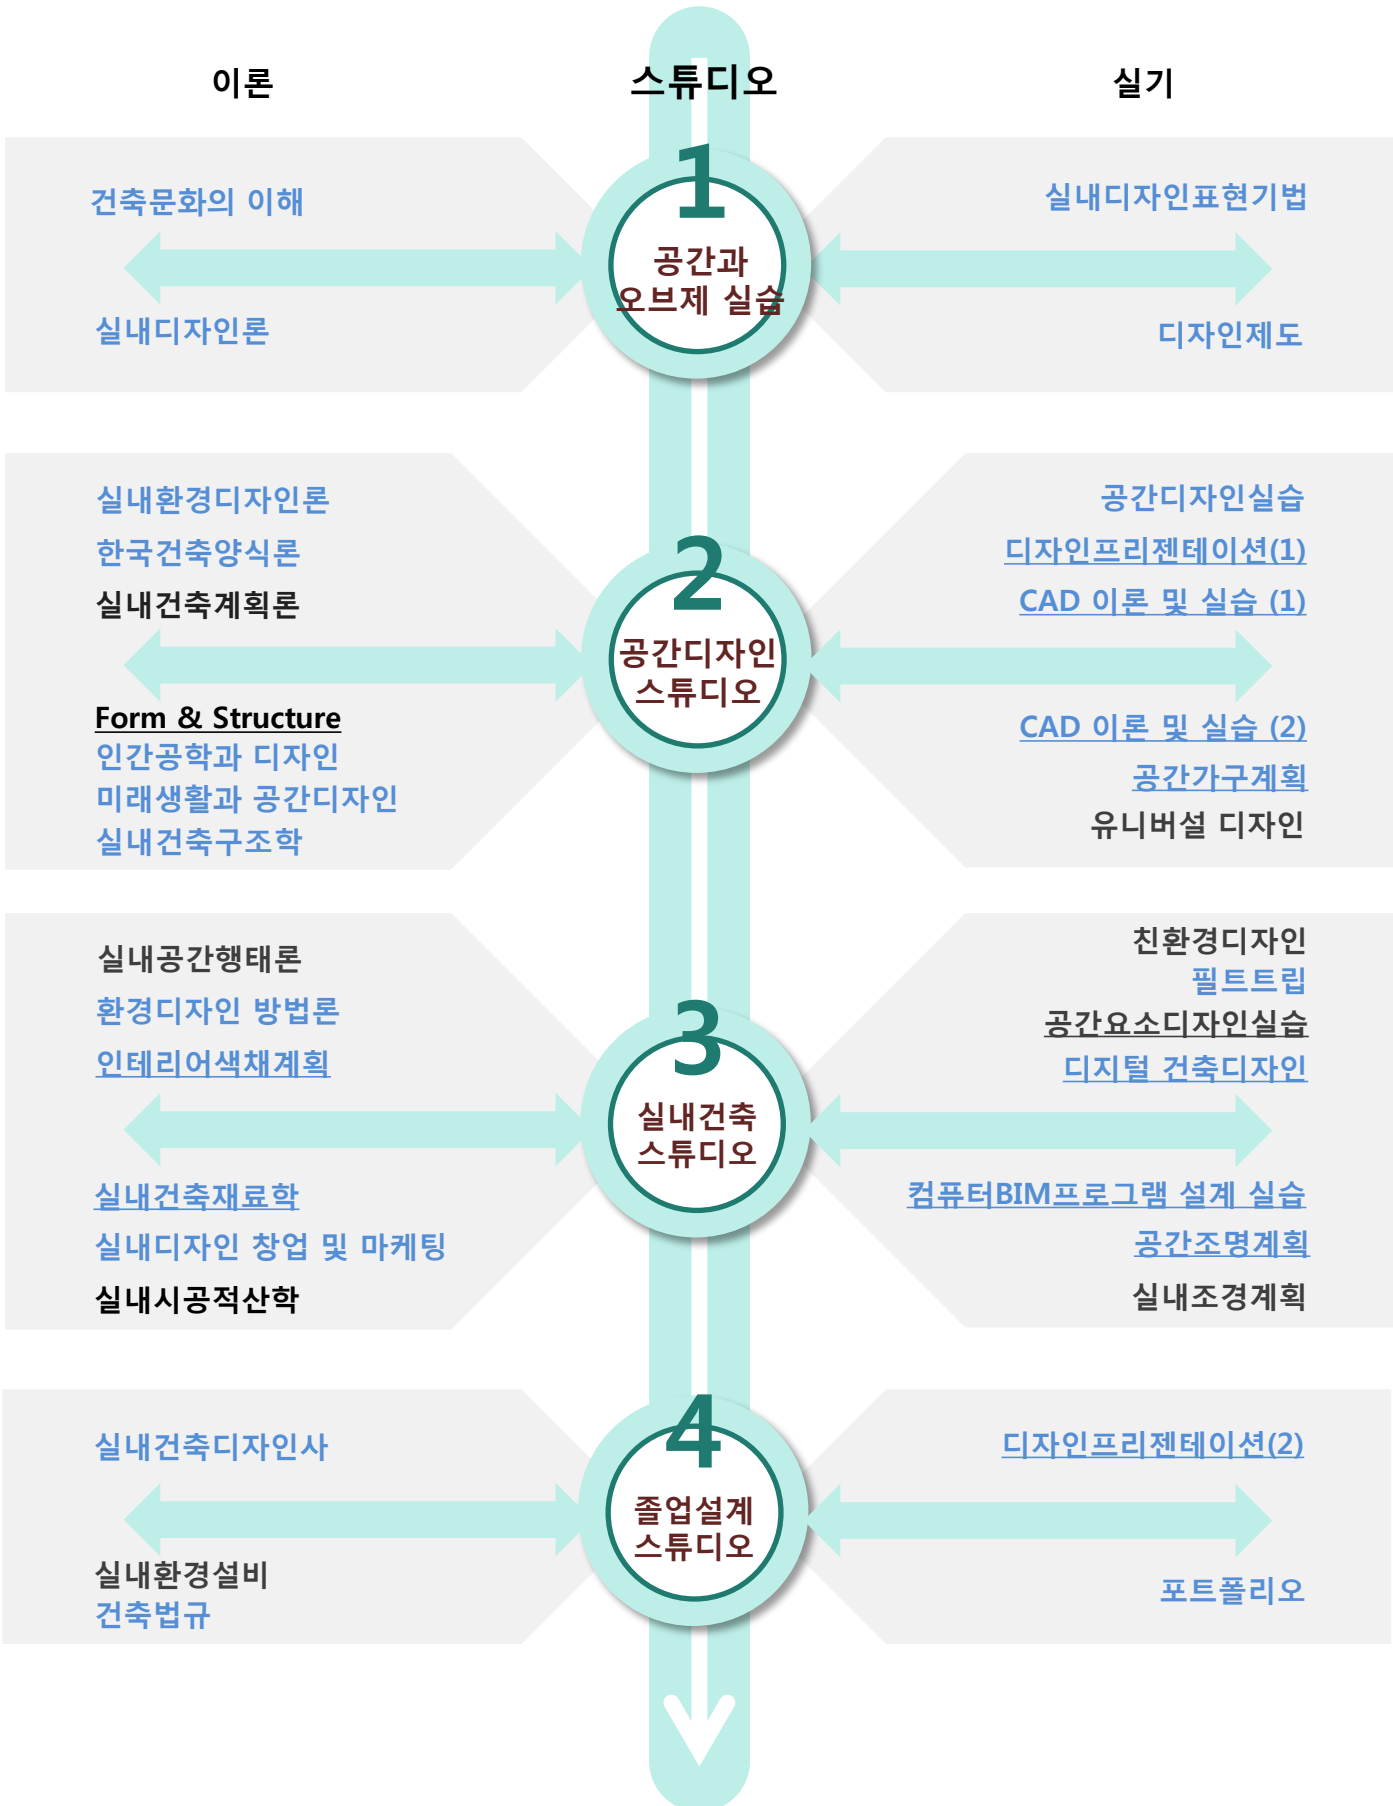 이론
스튜디오
실기
건축문화의 이해
실내디자인론
1
공간과
오브제 실습
실내디자인표현기법
디자인제도
실내환경디자인론
한국건축양식론
실내건축계획론
Form & Structure
인간공학과 디자인
미래생활과 공간디자인
실내건축구조학
2
공간디자인
스튜디오
공간디자인실습
디자인프리젠테이션(1)
CAD 이론 및 실습 (1)
CAD 이론 및 실습 (2)
공간가구계획
유니버설 디자인
실내공간행태론
환경디자인 방법론
인테리어색채계획
실내건축재료학
실내디자인 창업 및 마케팅
실내시공적산학
3
실내건축
스튜디오
친환경디자인
필트트립
공간요소디자인실습
디지털 건축디자인
컴퓨터BIM프로그램 설계 실습
공간조명계획
실내조경계획
실내건축디자인사
실내환경설비
건축법규
4
졸업설계
스튜디오
디자인프리젠테이션(2)
포트폴리오